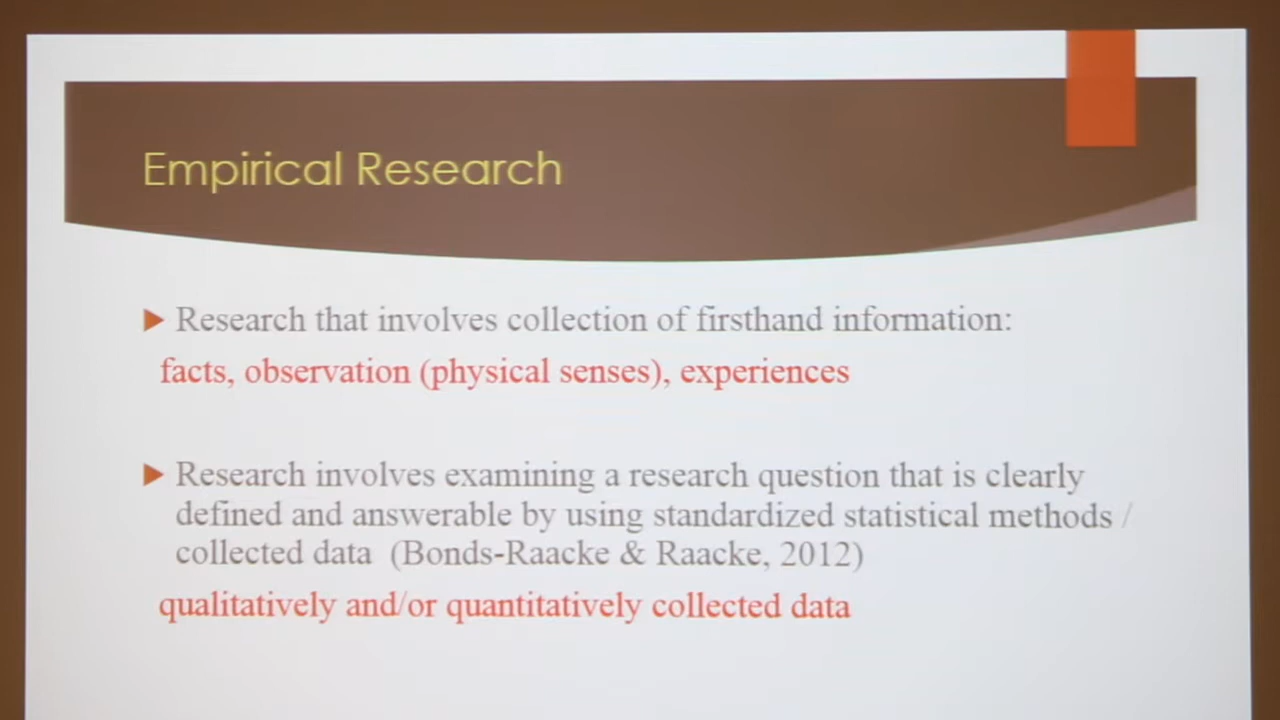 Empirical Research
Research that involves collection of firsthand information:
facts, observation (physical senses), experiences
Research involves examining a research question that is clearly
defined and answerable by using standardized statistical methods /
collected data (Bonds-Raacke & Raacke, 2012)
qualitatively and/or quantitatively collected data